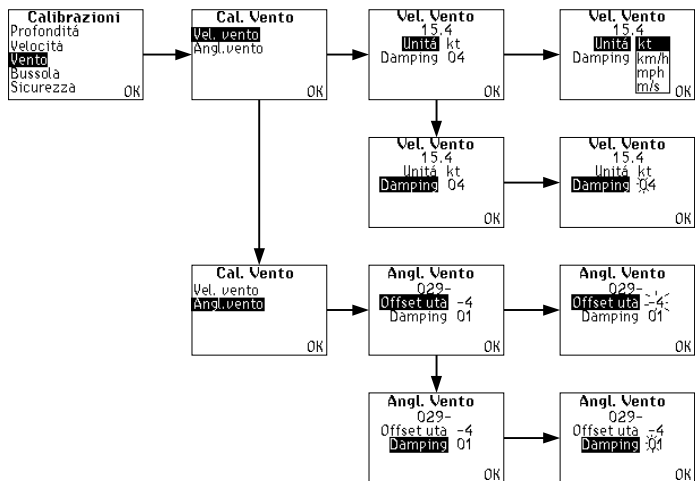 Calibrazioni
Profonditá
Velocitá
Vento
Bussola
Sicurezza
OK
Cal. Vento
Vel. vento
Angl.vento
OK
Vel. Vento
15.4
Unitá kt
Damping 04
OK
Vel. Vento
15.4
Unitá kt
Damping km/h
mph
m/s
OK
Vel. Vento
15.4
Unitá kt
Damping 04
OK
Vel. Vento
15.4
Unitá kt
Damping 04
OK
Cal. Vento
Vel. vento
Angl.vento
OK
Angl. Vento
029-
Offset uta -4
Damping 01
OK
Angl. Vento
029-
Offset uta -4
Damping 01
OK
Angl. Vento
029-
Offset uta -4
Damping 01
OK
Angl. Vento
029-
Offset uta -4
Damping 01
OK